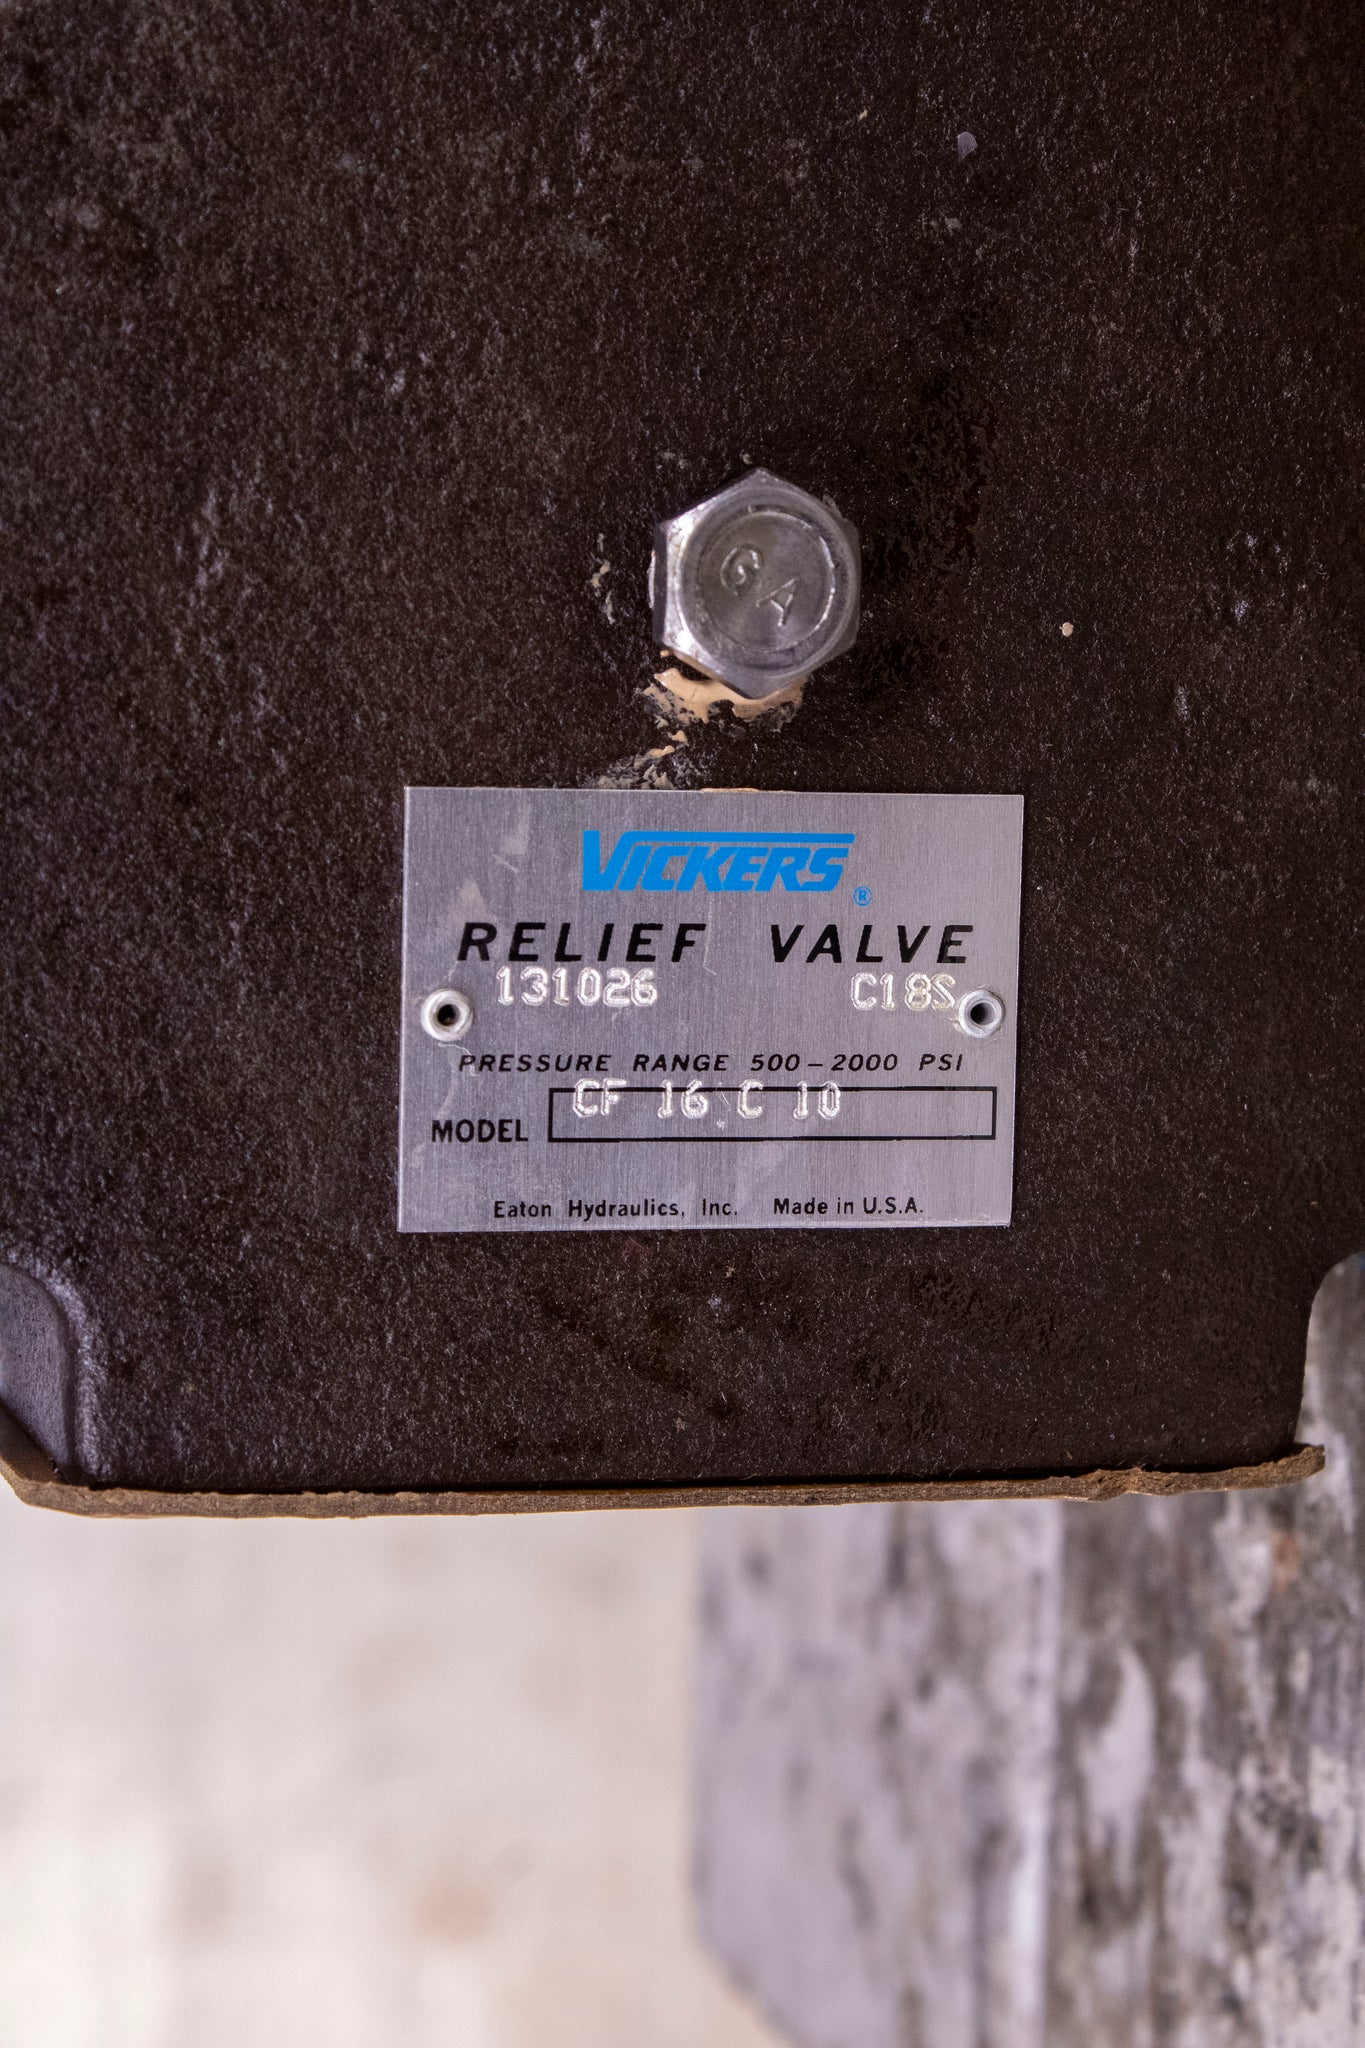 GA
VICKERS®
RELIEF VALVE
131026 C18S
PRESSURE RANGE 500-2000 PSI
CF 16 C 10
MODEL
Eaton Hydraulics, Inc. Made in U.S.A.